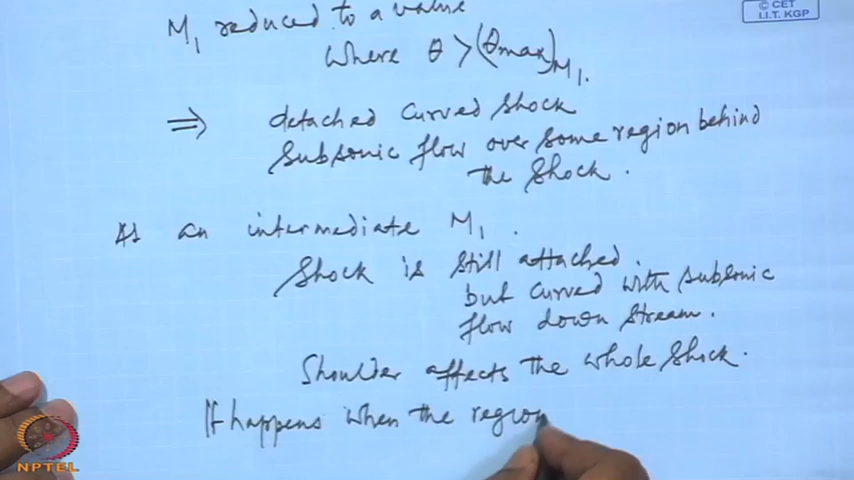 © CET
I.I.T. KGP
M1 reduced to a value
where θ > (θmax)M1.
⇒ detached curved shock
Subsonic flow over some region behind
the shock.
As an intermediate M1.
Shock is still attached
but curved with subsonic
flow down stream.
Shoulder affects the whole shock.
It happens when the region
NPTEL